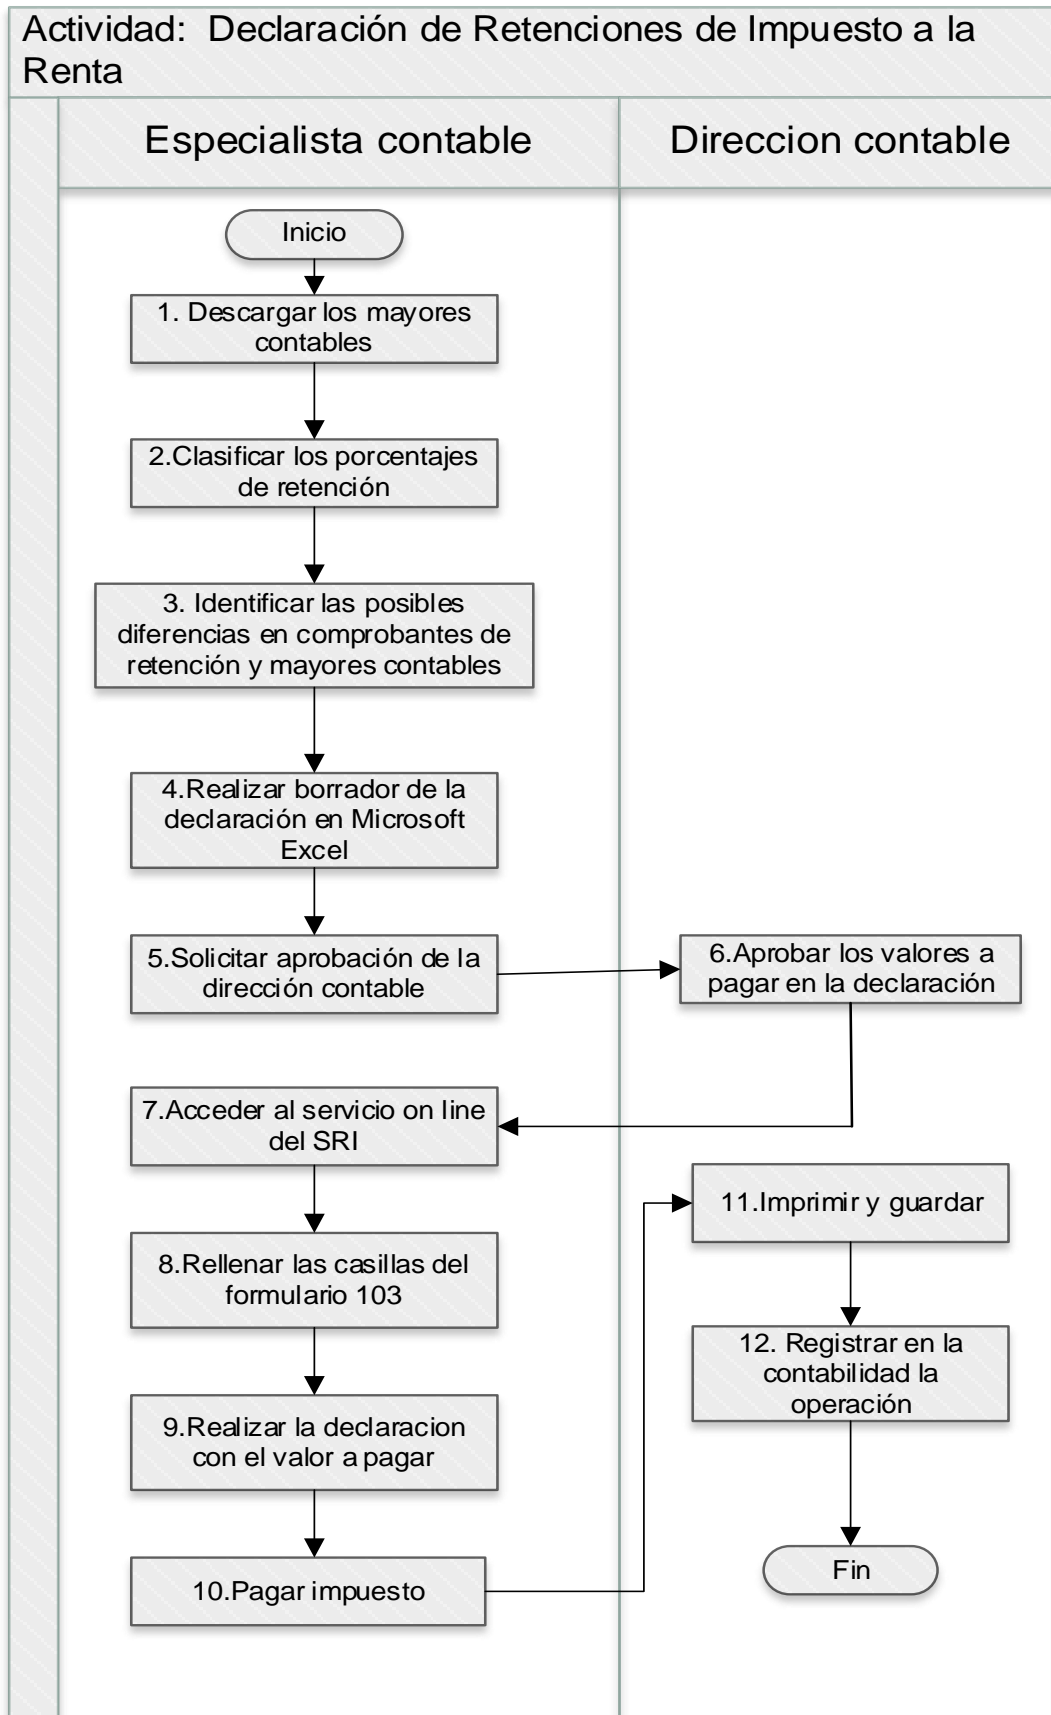 Actividad: Declaración de Retenciones de Impuesto a la
Renta
Especialista contable
Direccion contable
Inicio
1. Descargar los mayores
contables
2.Clasificar los porcentajes
de retención
3. Identificar las posibles
diferencias en comprobantes de
retención y mayores contables
4.Realizar borrador de la
declaración en Microsoft
Excel
5.Solicitar aprobación de la
dirección contable
6.Aprobar los valores a
pagar en la declaración
7.Acceder al servicio on line
del SRI
8.Rellenar las casillas del
formulario 103
9.Realizar la declaracion
con el valor a pagar
10.Pagar impuesto
11.Imprimir y guardar
12. Registrar en la
contabilidad la
operación
Fin